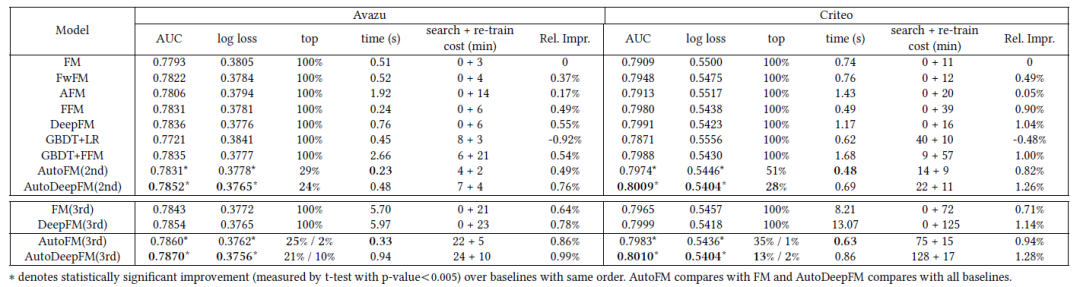 Model Avazu Criteo
AUC log loss top time (s) search + re-train cost (min) Rel. Impr. AUC log loss top time (s) search + re-train cost (min) Rel. Impr.
FM 0.7793 0.3805 100% 0.51 0 + 3 0 0.7909 0.5500 100% 0.74 0 + 11 0
FwFM 0.7822 0.3784 100% 0.52 0 + 4 0.37% 0.7948 0.5475 100% 0.76 0 + 12 0.49%
AFM 0.7806 0.3794 100% 1.92 0 + 14 0.17% 0.7913 0.5517 100% 1.43 0 + 20 0.05%
FFM 0.7831 0.3781 100% 0.24 0 + 6 0.49% 0.7980 0.5438 100% 0.49 0 + 39 0.90%
DeepFM 0.7836 0.3776 100% 0.76 0 + 6 0.55% 0.7991 0.5423 100% 1.17 0 + 16 1.04%
GBDT+LR 0.7721 0.3841 100% 0.45 8 + 3 -0.92% 0.7871 0.5556 100% 0.62 40 + 10 -0.48%
GBDT+FFM 0.7835 0.3777 100% 2.66 6 + 21 0.54% 0.7988 0.5430 100% 1.68 9 + 57 1.00%
AutoFM(2nd) 0.7831* 0.3778* 29% 0.23 4 + 2 0.49% 0.7974* 0.5446* 51% 0.48 14 + 9 0.82%
AutoDeepFM(2nd) 0.7852* 0.3765* 24% 0.48 7 + 4 0.76% 0.8009* 0.5404* 28% 0.69 22 + 11 1.26%
FM(3rd) 0.7843 0.3772 100% 5.70 0 + 21 0.64% 0.7965 0.5457 100% 8.21 0 + 72 0.71%
DeepFM(3rd) 0.7854 0.3765 100% 5.97 0 + 23 0.78% 0.7999 0.5418 100% 13.07 0 + 125 1.14%
AutoFM(3rd) 0.7860* 0.3762* 25% / 2% 0.33 22 + 5 0.86% 0.7983* 0.5436* 35% / 1% 0.63 75 + 15 0.94%
AutoDeepFM(3rd) 0.7870* 0.3756* 21% / 10% 0.94 24 + 10 0.99% 0.8010* 0.5404* 13% / 2% 0.86 128 + 17 1.28%
* denotes statistically significant improvement (measured by t-test with p-value<0.005) over baselines with same order. AutoFM compares with FM and AutoDeepFM compares with all baselines.